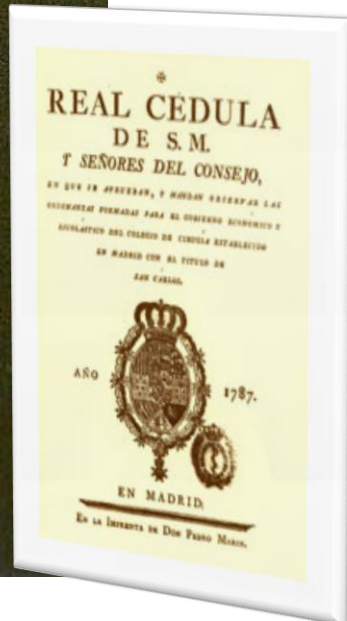 REAL CÉDULA
DE S. M.
Y SEÑORES DEL CONSEJO,
EN QUE SE APRUEBAN, Y MANDAN OBSERVAR LAS
ORDENANZAS FORMADAS PARA EL GOBIERNO ECONOMICO Y
ESCOLASTICO DEL COLEGIO DE CIRUGIA ESTABLECIDO
EN MADRID CON EL TITULO DE
SAN CARLOS.
AÑO 1787.
EN MADRID,
EN LA IMPRENTA DE DON PEDRO MARIN.